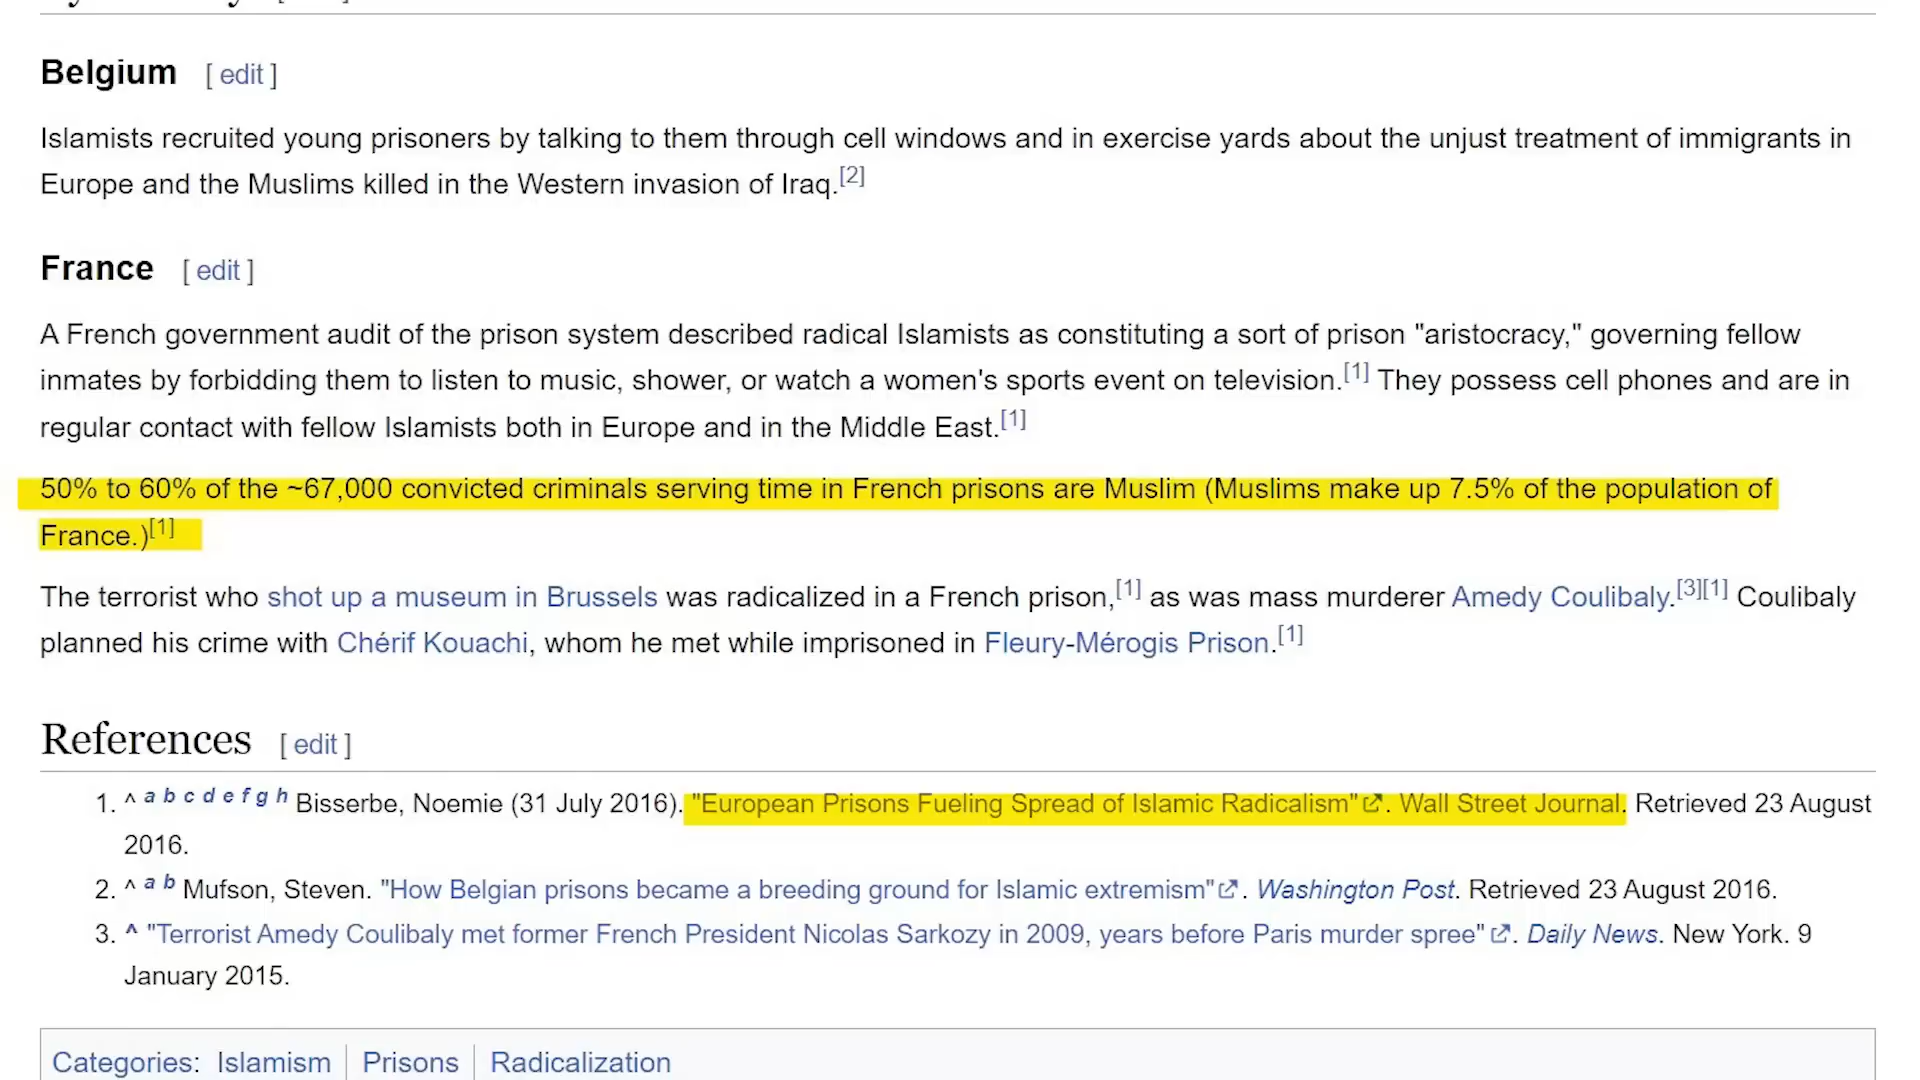 Belgium [ edit ]
Islamists recruited young prisoners by talking to them through cell windows and in exercise yards about the unjust treatment of immigrants in
Europe and the Muslims killed in the Western invasion of Iraq.[2]
France [ edit ]
A French government audit of the prison system described radical Islamists as constituting a sort of prison "aristocracy," governing fellow
inmates by forbidding them to listen to music, shower, or watch a women's sports event on television.[1] They possess cell phones and are in
regular contact with fellow Islamists both in Europe and in the Middle East.[1]
50% to 60% of the ~67,000 convicted criminals serving time in French prisons are Muslim (Muslims make up 7.5% of the population of
France.)[1]
The terrorist who shot up a museum in Brussels was radicalized in a French prison,[1] as was mass murderer Amedy Coulibaly.[3][1] Coulibaly
planned his crime with Chérif Kouachi, whom he met while imprisoned in Fleury-Mérogis Prison.[1]
References [ edit ]
1. ^ a b c d e f g h Bisserbe, Noemie (31 July 2016). "European Prisons Fueling Spread of Islamic Radicalism". Wall Street Journal. Retrieved 23 August
2016.
2. ^ a b Mufson, Steven. "How Belgian prisons became a breeding ground for Islamic extremism". Washington Post. Retrieved 23 August 2016.
3. ^ "Terrorist Amedy Coulibaly met former French President Nicolas Sarkozy in 2009, years before Paris murder spree". Daily News. New York. 9
January 2015.
Categories: Islamism | Prisons | Radicalization